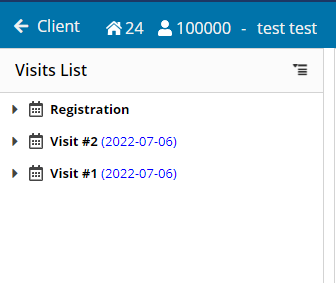 Client 24 100000 - test test
Visits List
Registration
Visit #2 (2022-07-06)
Visit #1 (2022-07-06)